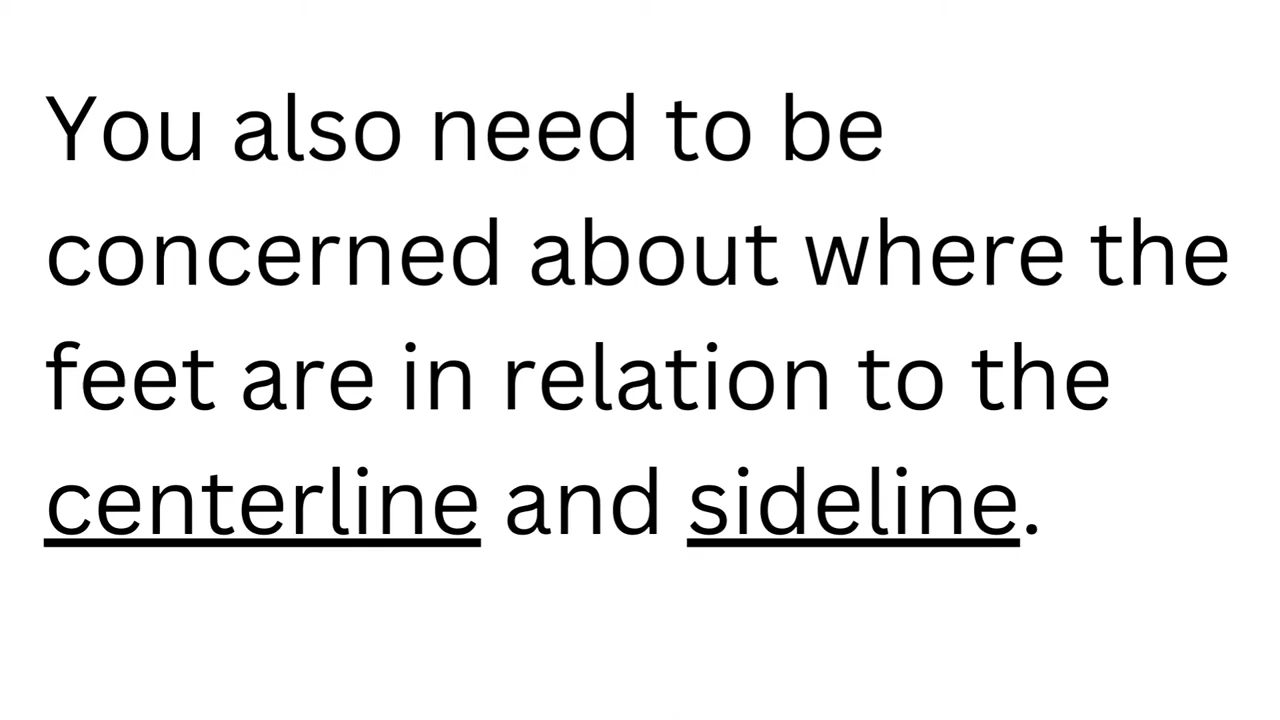 You also need to be
concerned about where the
feet are in relation to the
centerline and sideline.